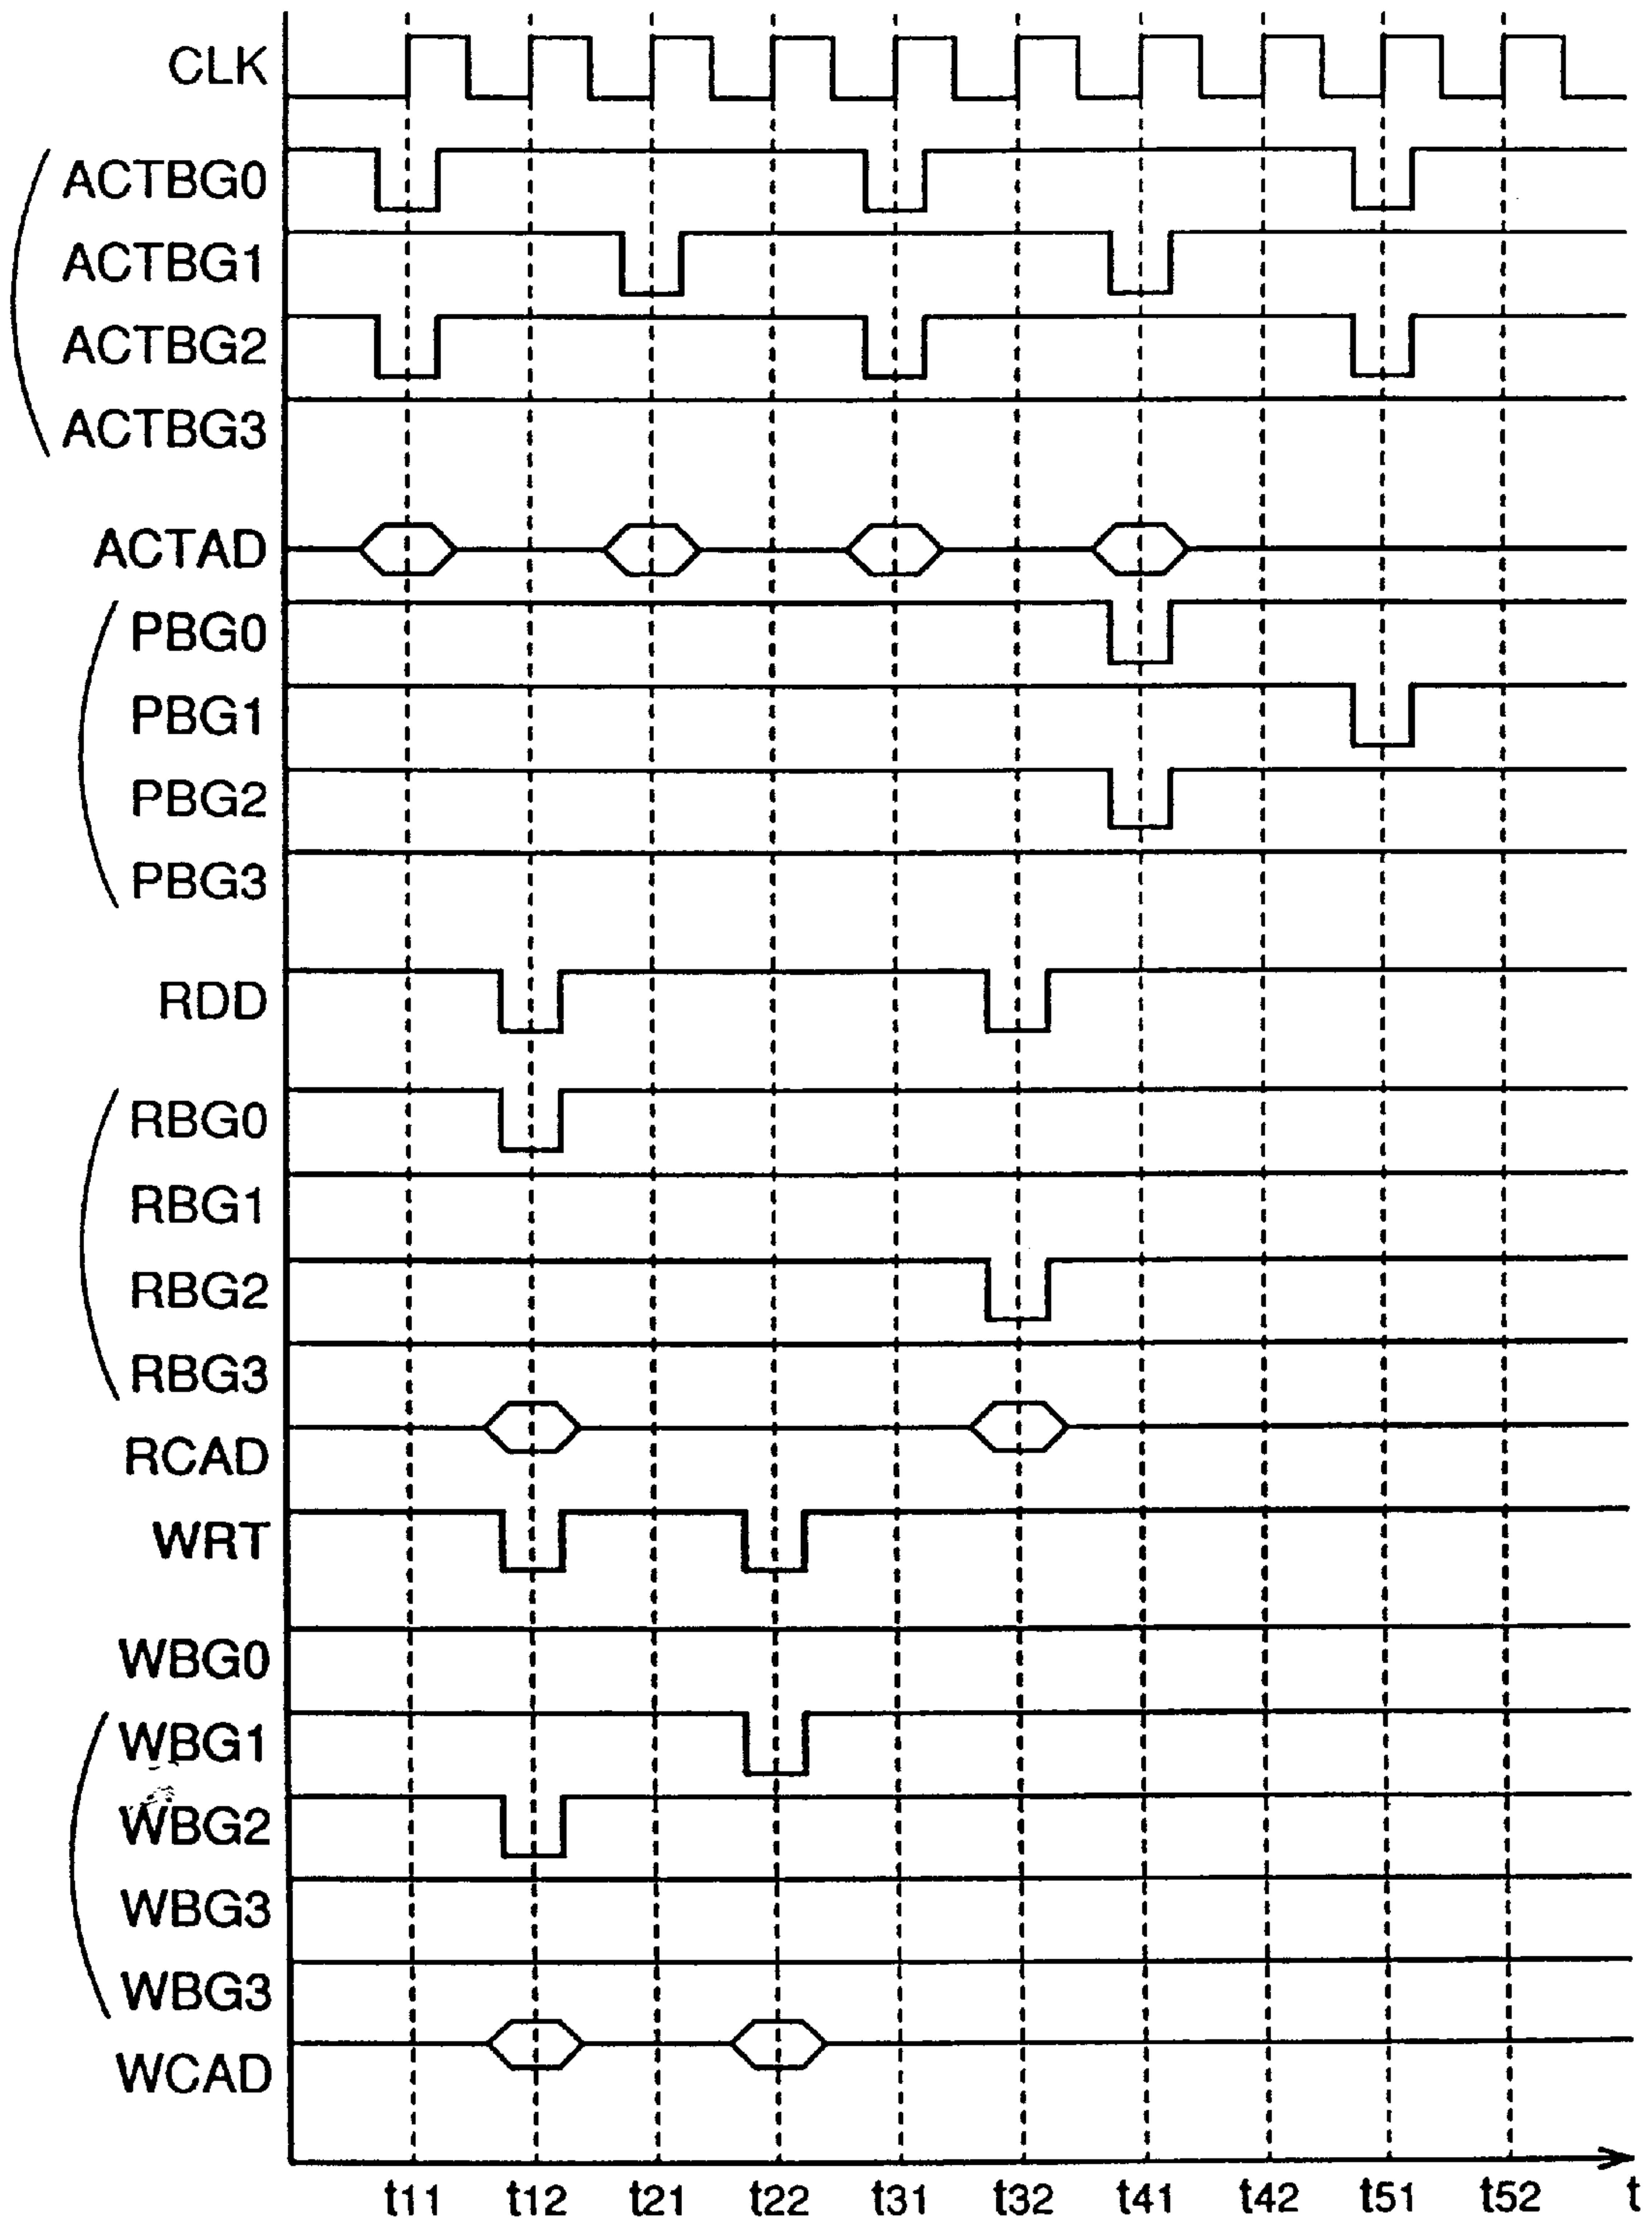 CLK
ACTBG0
ACTBG1
ACTBG2
ACTBG3
ACTAD
PBG0
PBG1
PBG2
PBG3
RDD
RBG0
RBG1
RBG2
RBG3
RCAD
WRT
WBG0
WBG1
WBG2
WBG3
WBG3
WCAD
t11 t12 t21 t22 t31 t32 t41 t42 t51 t52 t